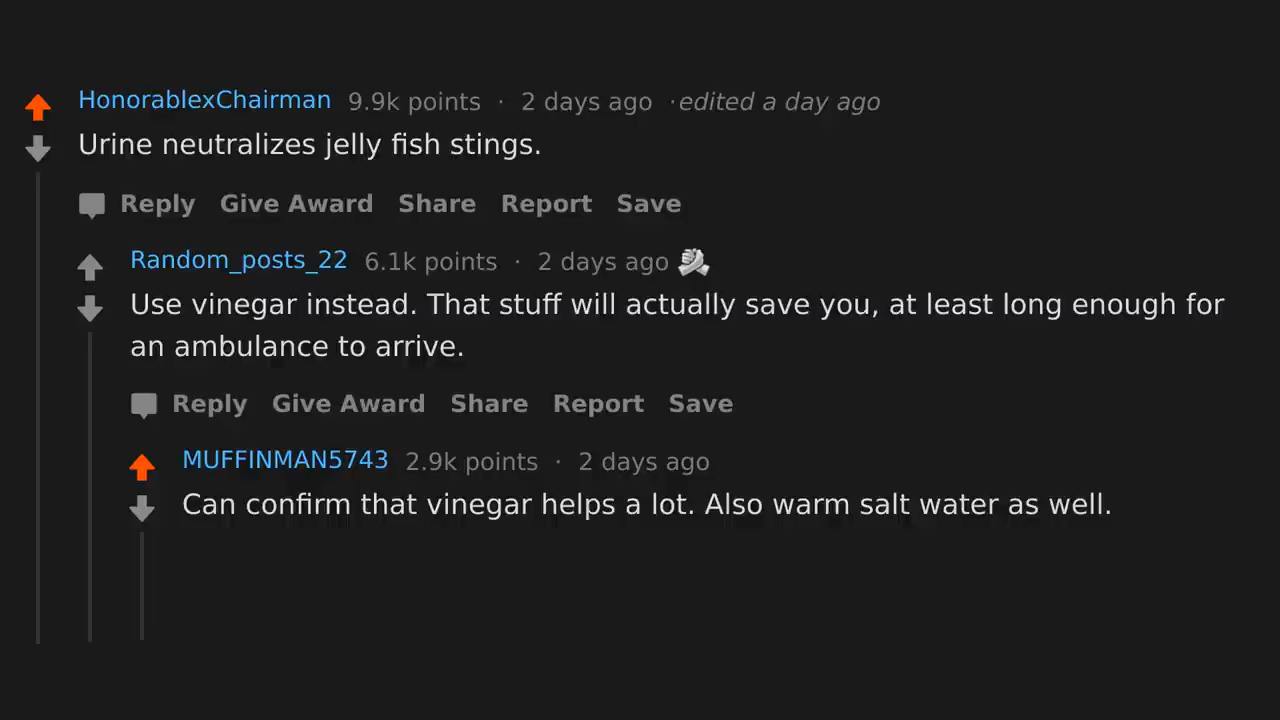 HonorablexChairman 9.9k points · 2 days ago ·edited a day ago
Urine neutralizes jelly fish stings.
Reply Give Award Share Report Save
Random_posts_22 6.1k points · 2 days ago
Use vinegar instead. That stuff will actually save you, at least long enough for
an ambulance to arrive.
Reply Give Award Share Report Save
MUFFINMAN5743 2.9k points · 2 days ago
Can confirm that vinegar helps a lot. Also warm salt water as well.